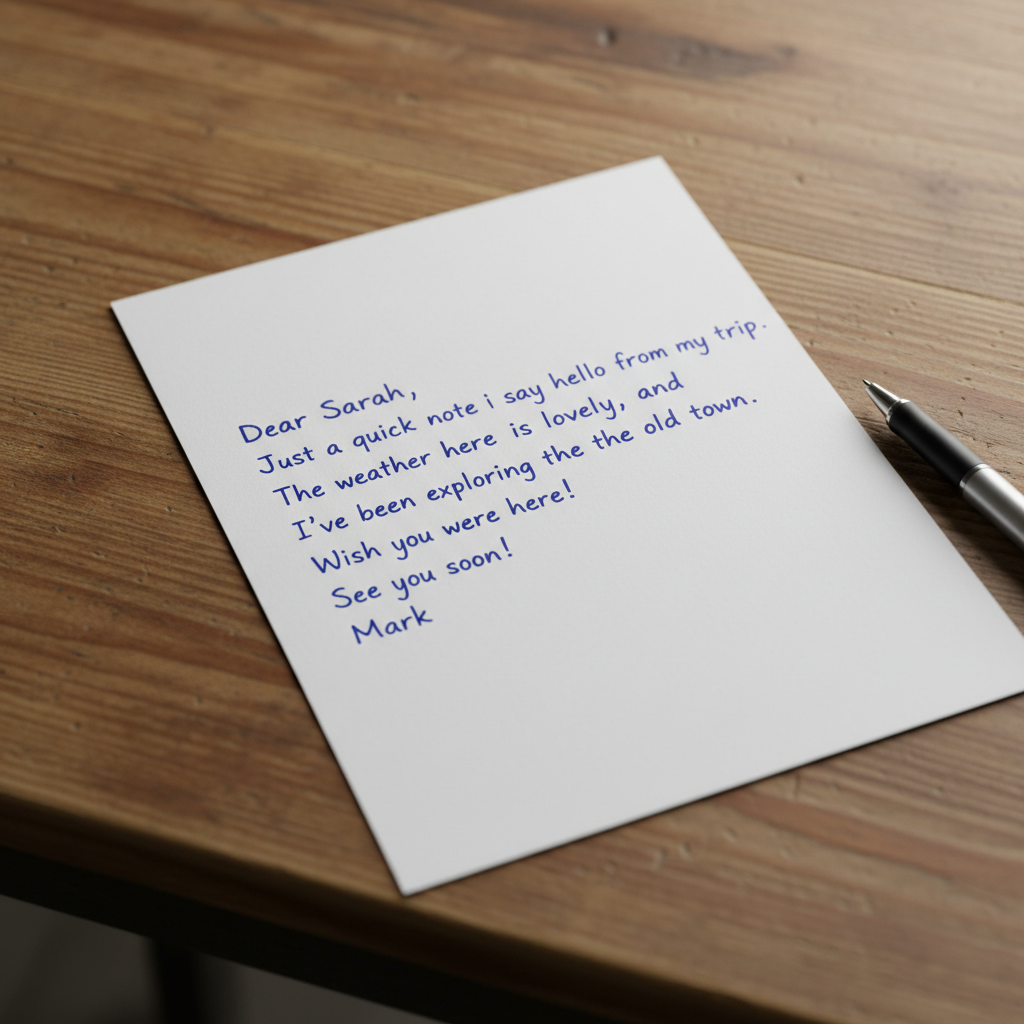 Dear Sarah,
Just a quick note i say hello from my trip.
The weather here is lovely, and
I've been exploring the the old town.
Wish you were here!
See you soon!
Mark